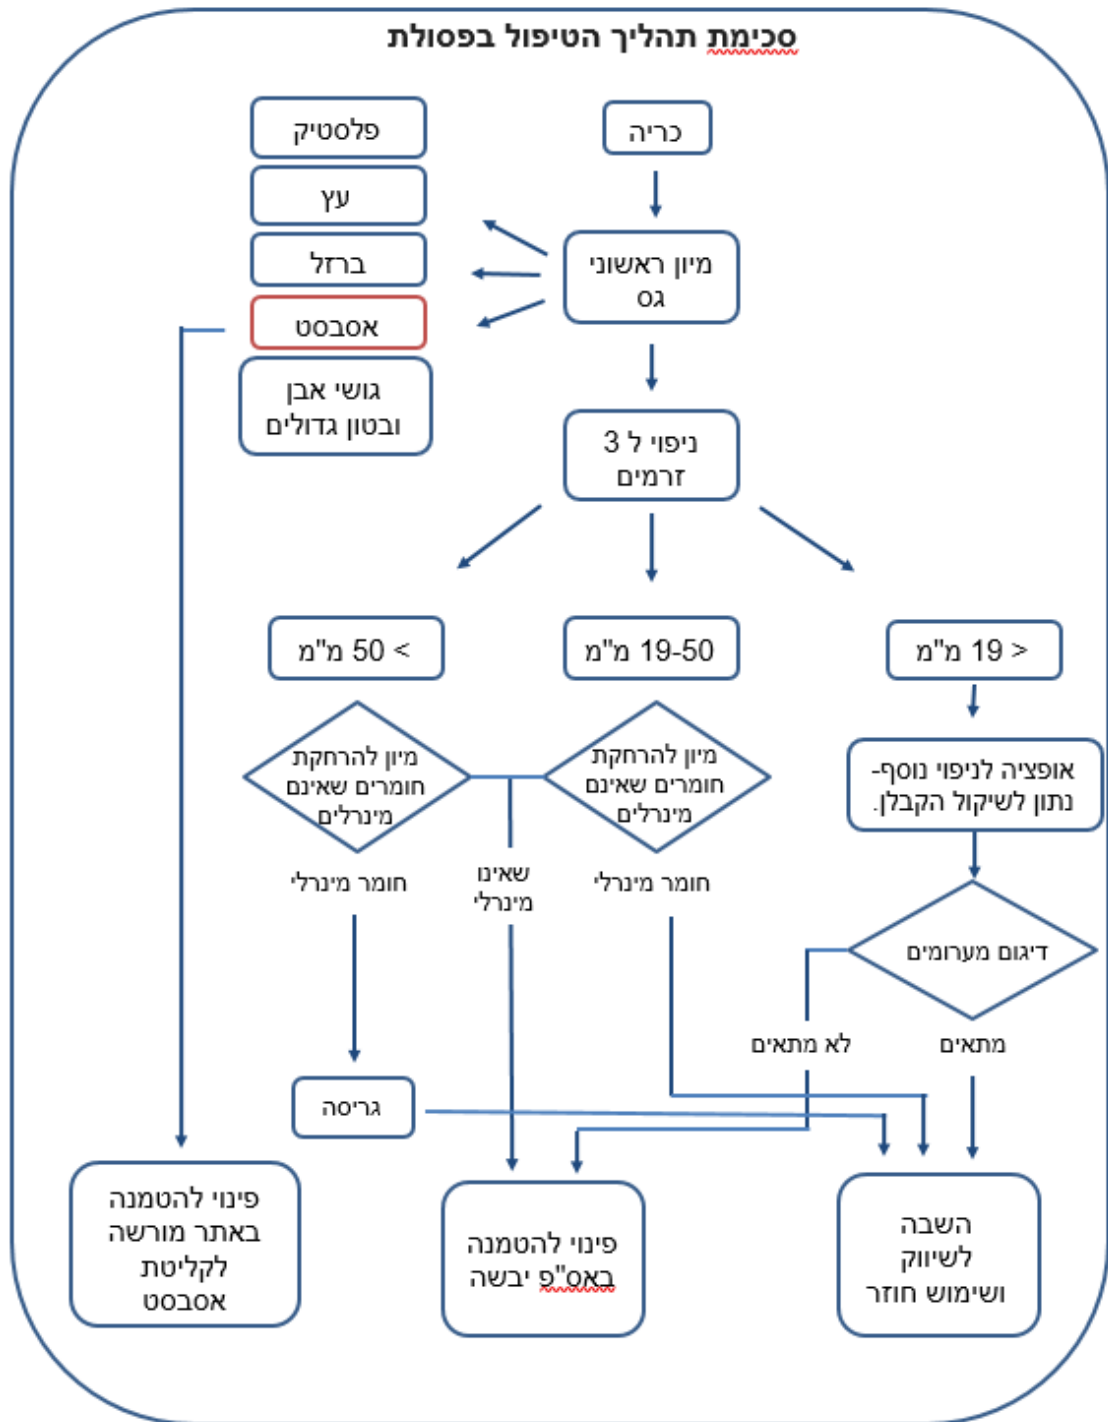 סכימת תהליך הטיפול בפסולת
כריה
פלסטיק
עץ
ברזל
אסבסט
גושי אבן
ובטון גדולים
מיון ראשוני
גס
ניפוי ל 3
זרמים
< 19 מ"מ
19-50 מ"מ
> 50 מ"מ
אופציה לניפוי נוסף-
נתון לשיקול הקבלן.
מיון להרחקת
חומרים שאינם
מינרלים
מיון להרחקת
חומרים שאינם
מינרלים
דיגום מערומים
חומר מינרלי
שאינו
מינרלי
חומר מינרלי
לא מתאים
מתאים
גריסה
השבה
לשיווק
ושימוש חוזר
פינוי להטמנה
באס"פ יבשה
פינוי להטמנה
באתר מורשה
לקליטת
אסבסט